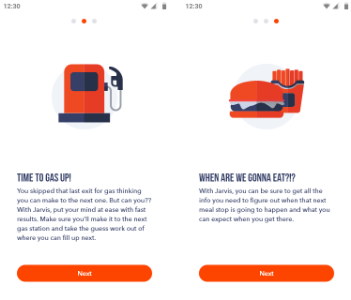 12:30
TIME TO GAS UP!
You skipped that last exit for gas thinking
you can make to the next one. But can you??
With Jarvis, put your mind at ease with fast
results. Make sure you'll make it to the next
gas station and take the guess work out of
where you can fill up next.
Next
12:30
WHEN ARE WE GONNA EAT?!?
With Jarvis, you can be sure to get all the
info you need to figure out when that next
meal stop is going to happen and what you
can expect when you get there.
Next